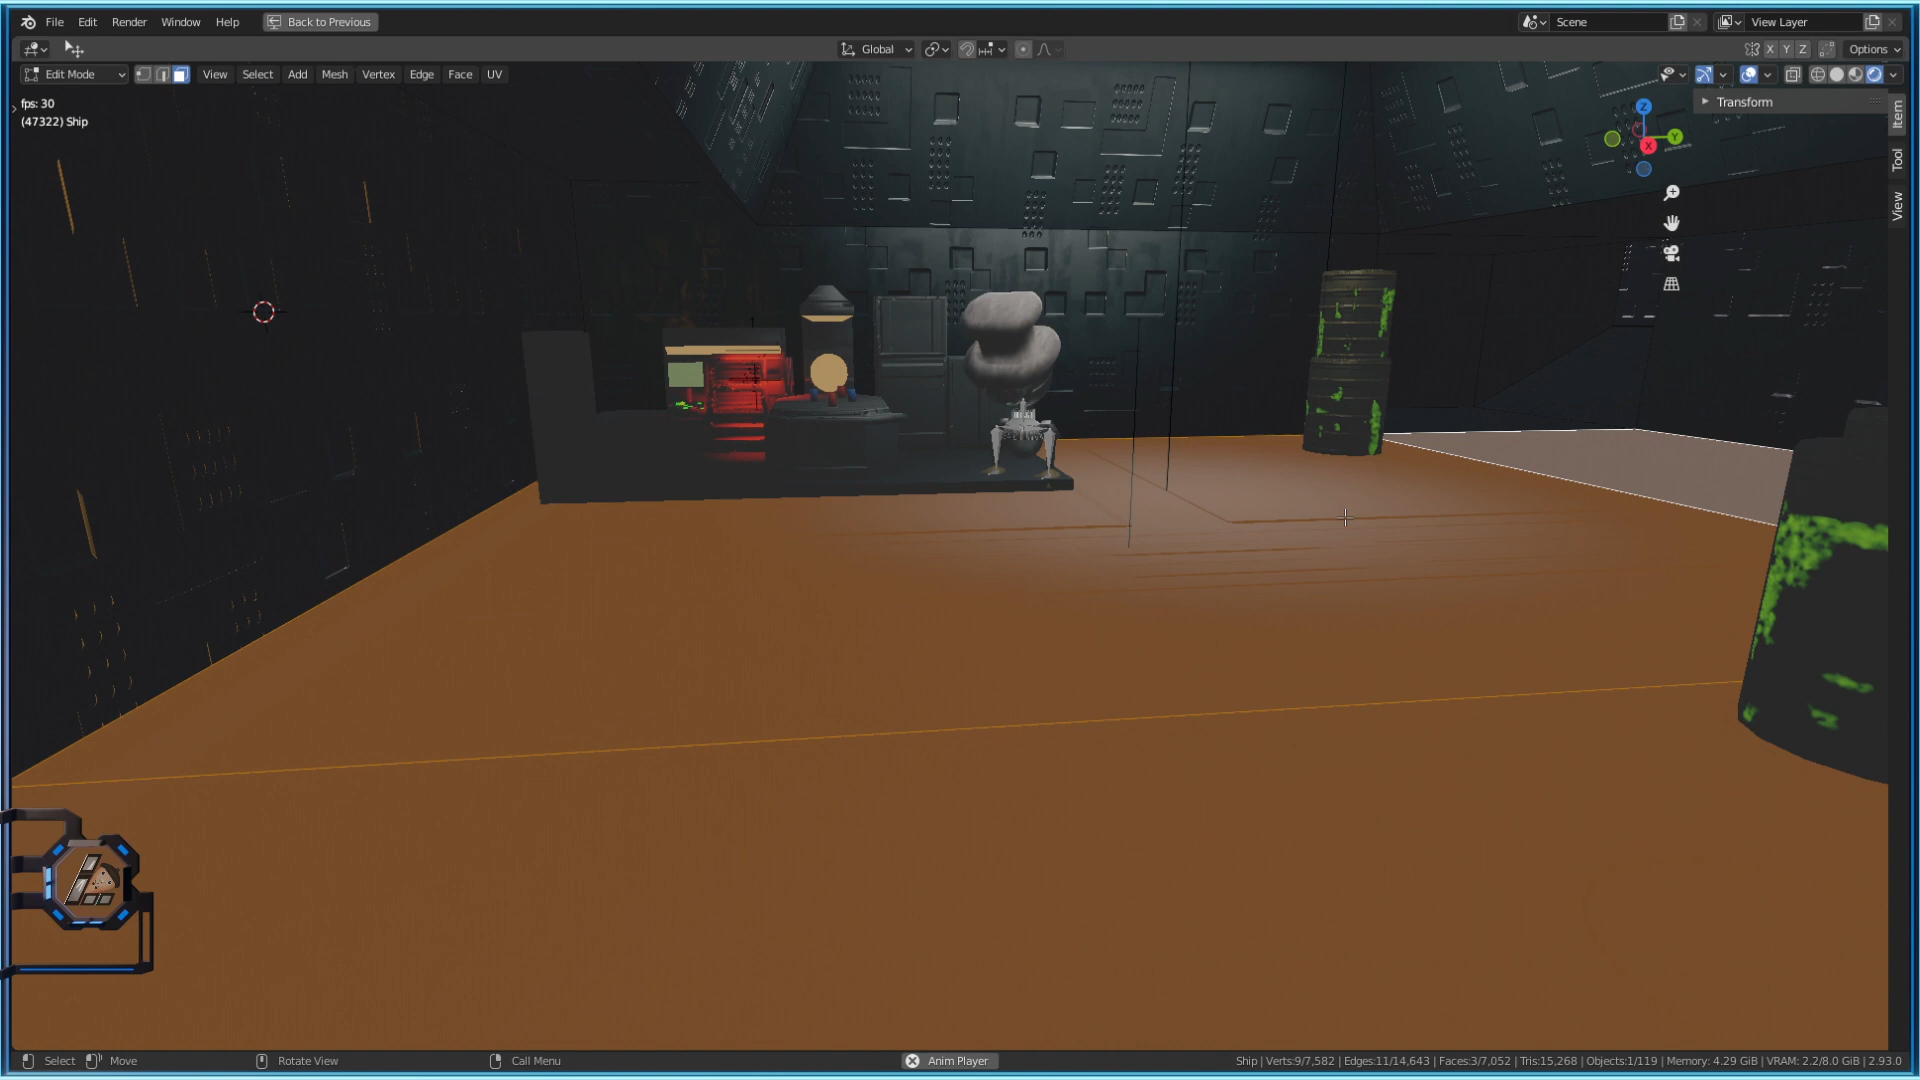 File Edit Render Window Help Back to Previous Scene View Layer
Global X Y Z Options
Edit Mode View Select Add Mesh Vertex Edge Face UV
fps: 30
(47322) Ship
Transform
Item
Tool
View
Z
Y
X
Select Move Rotate View Call Menu Anim Player Ship | Verts:9/7,582 | Edges:11/14,643 | Faces:3/7,052 | Tris:15,268 | Objects:1/119 | Memory: 4.29 GiB | VRAM: 2.2/8.0 GiB | 2.93.0